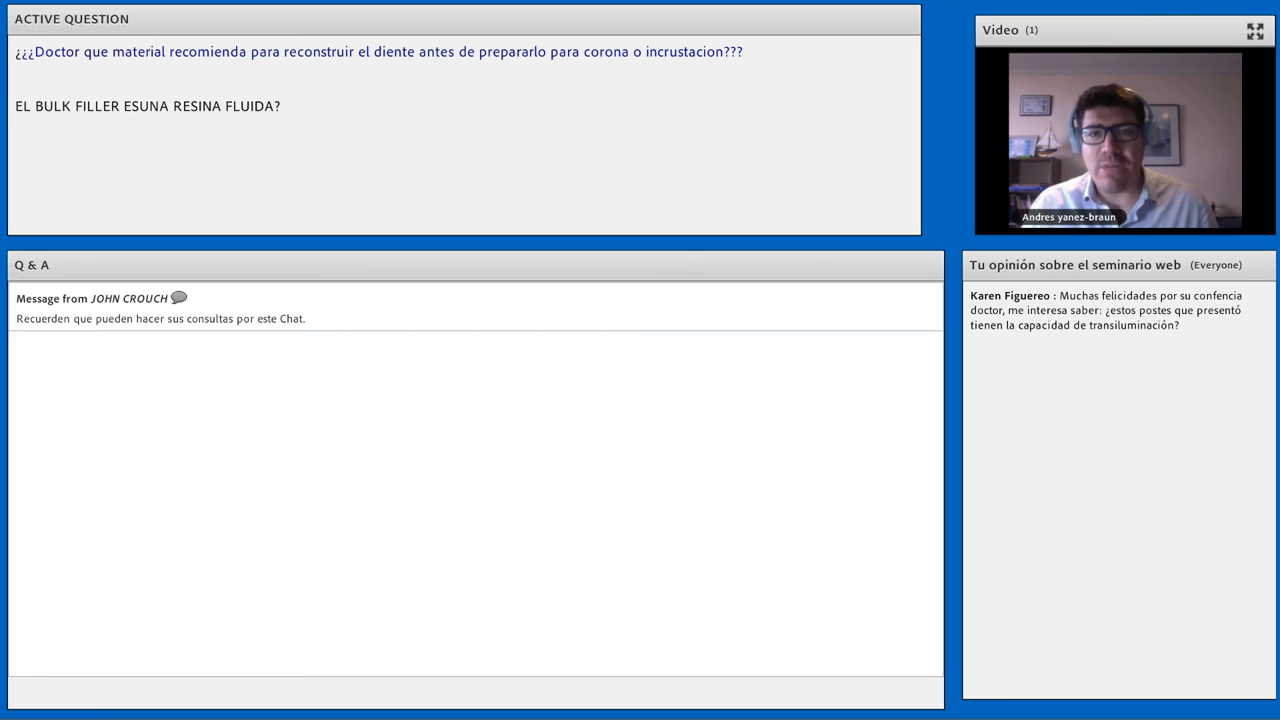 ACTIVE QUESTION
¿¿¿Doctor que material recomienda para reconstruir el diente antes de prepararlo para corona o incrustacion???
EL BULK FILLER ESUNA RESINA FLUIDA?
Video (1)
Andres yanez-braun
Q & A
Message from JOHN CROUCH
Recuerden que pueden hacer sus consultas por este Chat.
Tu opinión sobre el seminario web (Everyone)
Karen Figuereo : Muchas felicidades por su confencia
doctor, me interesa saber: ¿estos postes que presentó
tienen la capacidad de transiluminación?